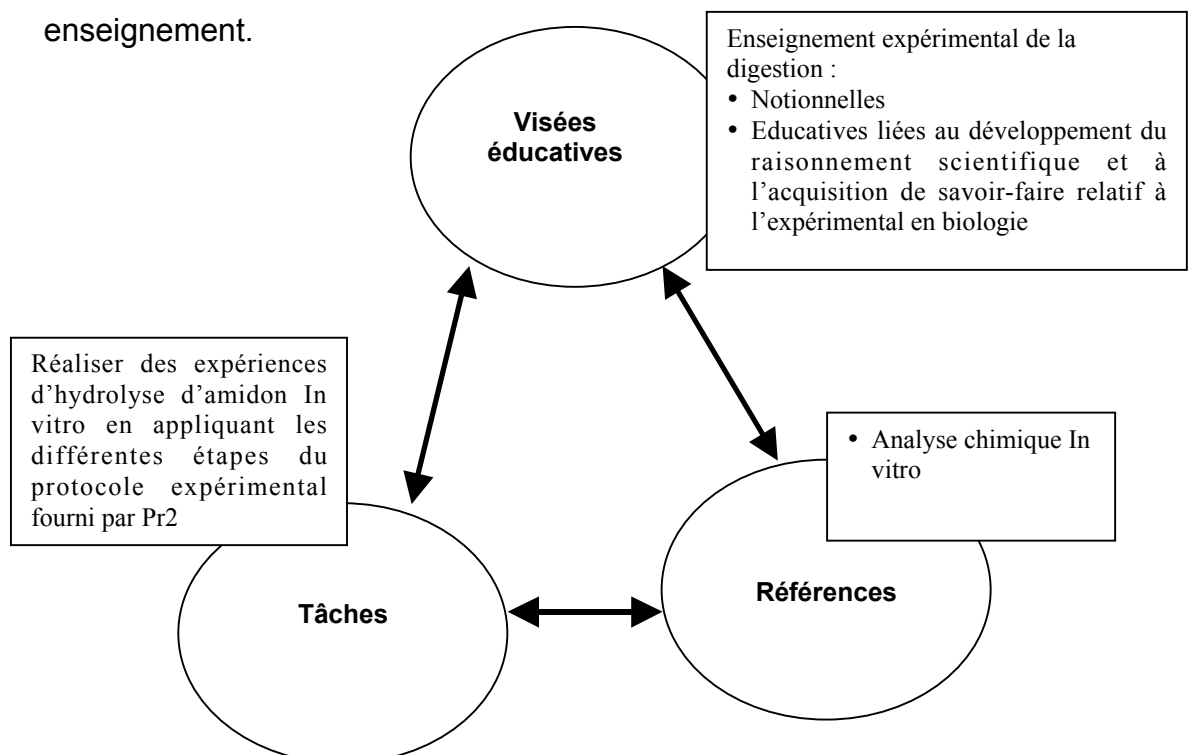 enseignement.
Enseignement expérimental de la
digestion :
• Notionnelles
• Educatives liées au développement du
raisonnement scientifique et à
l’acquisition de savoir-faire relatif à
l’expérimental en biologie
Visées
éducatives
Réaliser des expériences
d’hydrolyse d’amidon In
vitro en appliquant les
différentes étapes du
protocole expérimental
fourni par Pr2
• Analyse chimique In
vitro
Tâches
Références